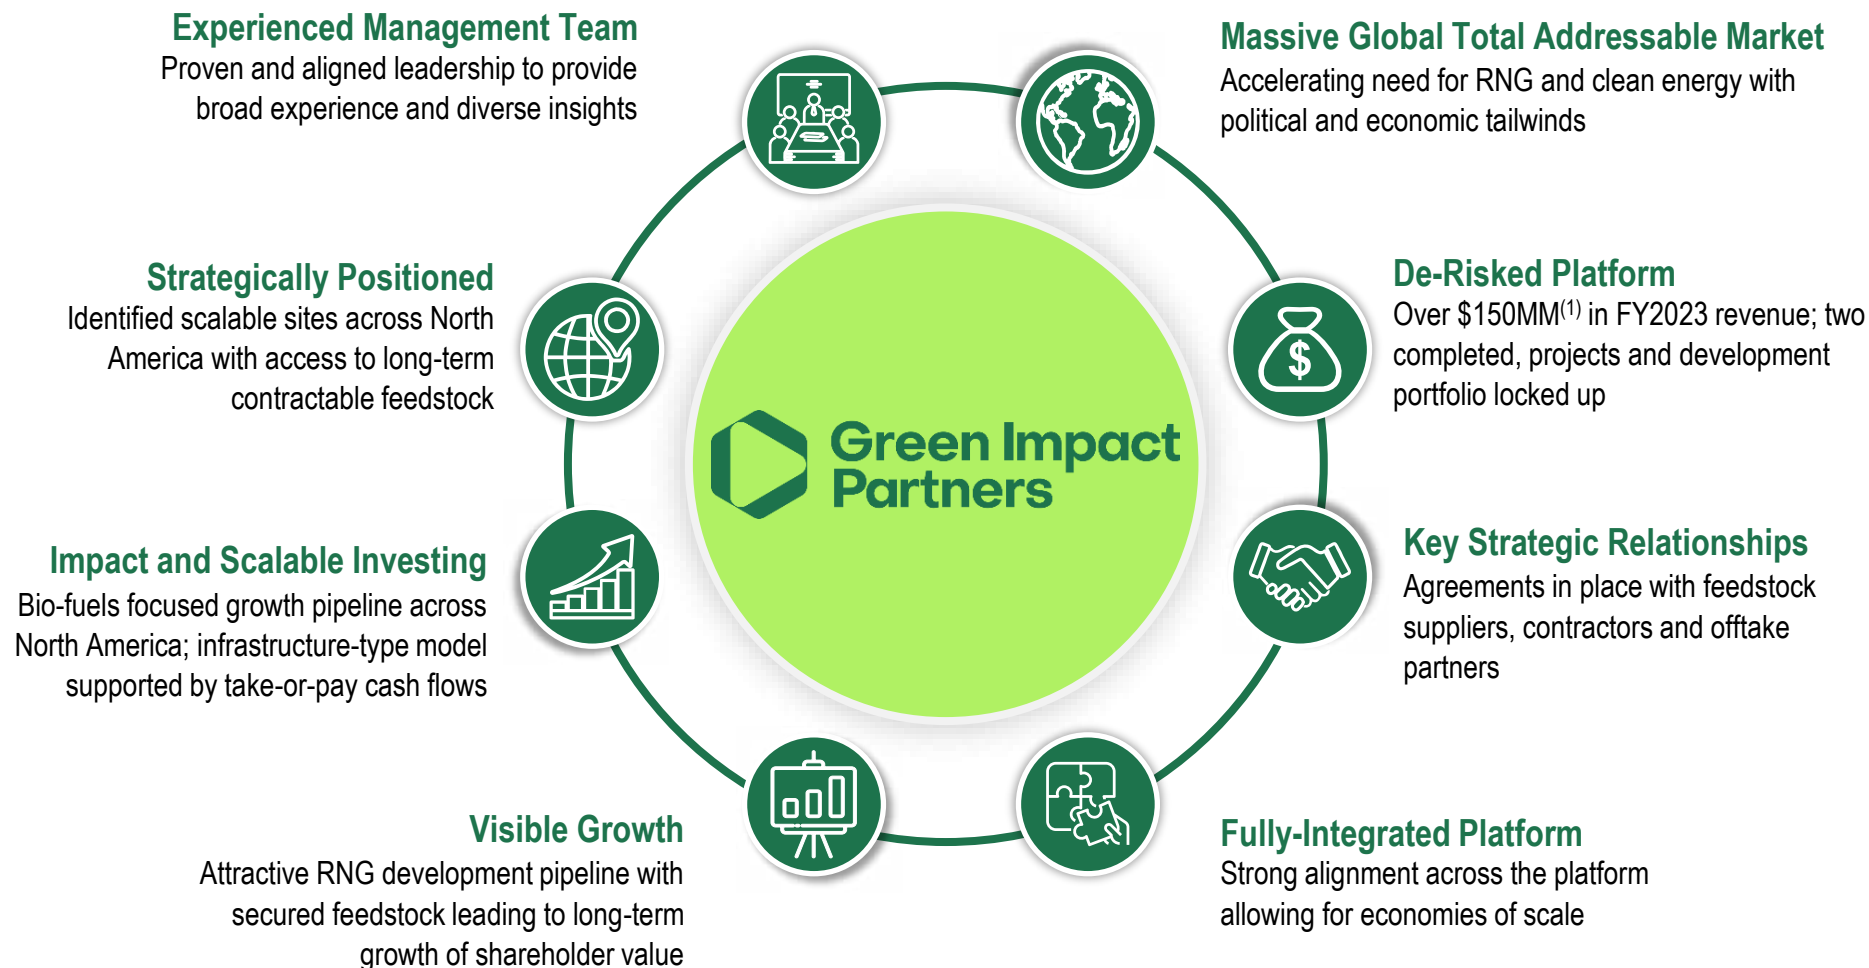 Experienced Management Team
Proven and aligned leadership to provide
broad experience and diverse insights
Massive Global Total Addressable Market
Accelerating need for RNG and clean energy with
political and economic tailwinds
Strategically Positioned
Identified scalable sites across North
America with access to long-term
contractable feedstock
De-Risked Platform
Over $150MM(1) in FY2023 revenue; two
completed, projects and development
portfolio locked up
$
Green Impact
Partners
Impact and Scalable Investing
Bio-fuels focused growth pipeline across
North America; infrastructure-type model
supported by take-or-pay cash flows
Key Strategic Relationships
Agreements in place with feedstock
suppliers, contractors and offtake
partners
Visible Growth
Attractive RNG development pipeline with
secured feedstock leading to long-term
growth of shareholder value
Fully-Integrated Platform
Strong alignment across the platform
allowing for economies of scale